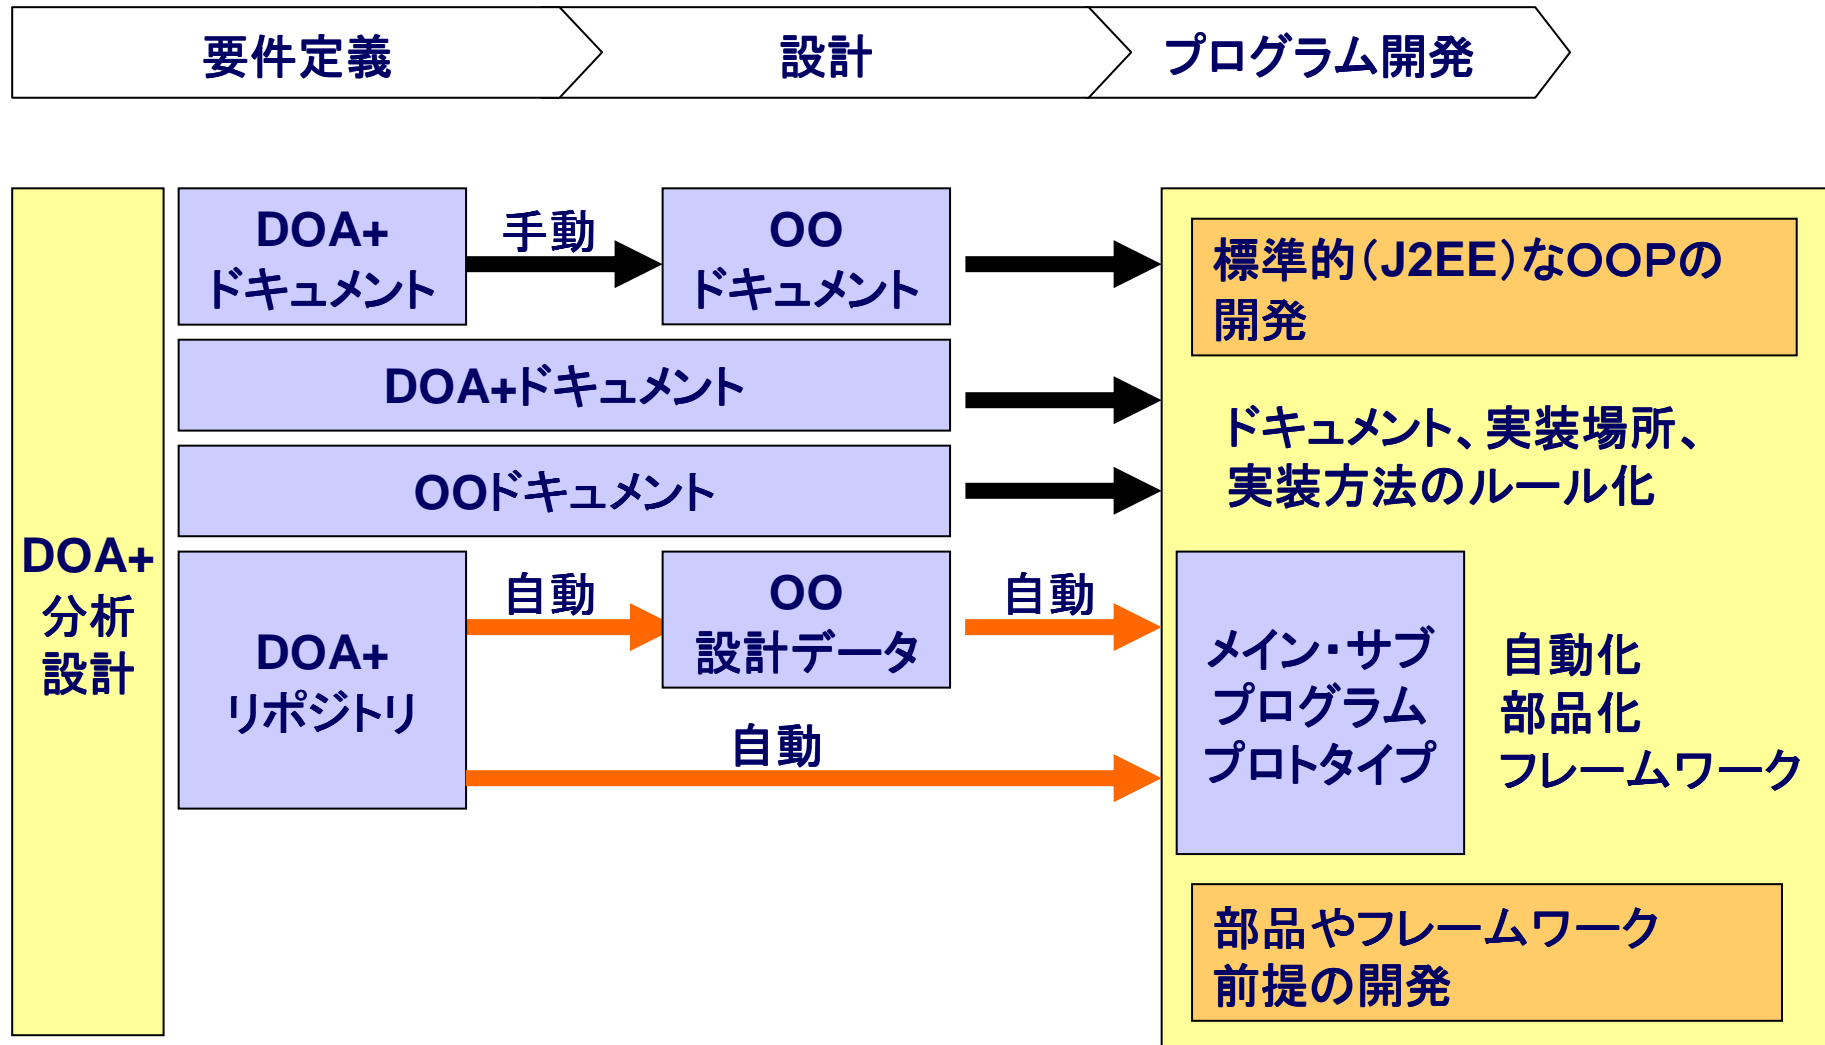 要件定義
設計
プログラム開発
DOA+
分析
設計
DOA+
ドキュメント
手動
OO
ドキュメント
標準的（J2EE）なＯＯＰの
開発
DOA+ドキュメント
ドキュメント、実装場所、
実装方法のルール化
OOドキュメント
DOA+
リポジトリ
自動
OO
設計データ
自動
自動
メイン・サブ
プログラム
プロトタイプ
自動化
部品化
フレームワーク
部品やフレームワーク
前提の開発